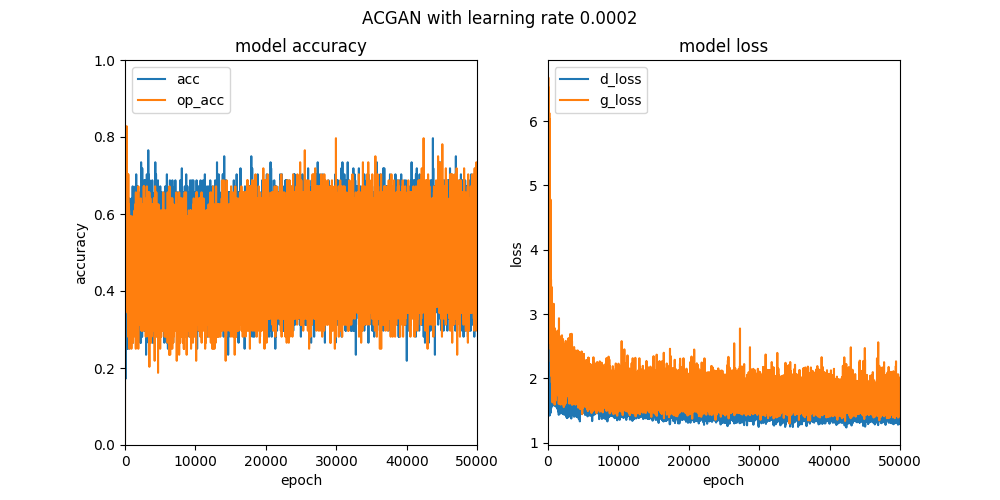 ACGAN with learning rate 0.0002
model accuracy
acc
op_acc
1.0
0.8
0.6
0.4
0.2
0.0
accuracy
0 10000 20000 30000 40000 50000
epoch
model loss
d_loss
g_loss
6
5
4
3
2
1
loss
0 10000 20000 30000 40000 50000
epoch